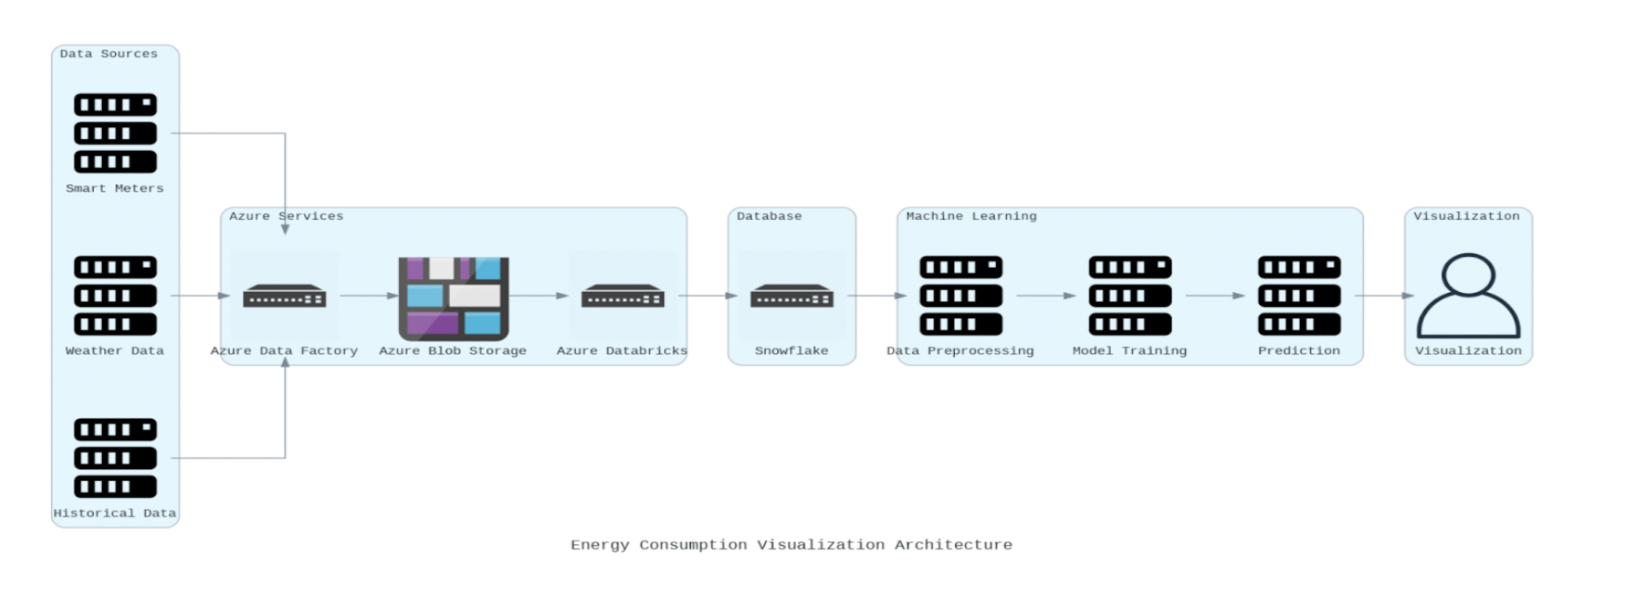 Data Sources
Smart Meters
Weather Data
Historical Data
Azure Services
Azure Data Factory
Azure Blob Storage
Azure Databricks
Database
Snowflake
Machine Learning
Data Preprocessing
Model Training
Prediction
Visualization
Visualization
Energy Consumption Visualization Architecture